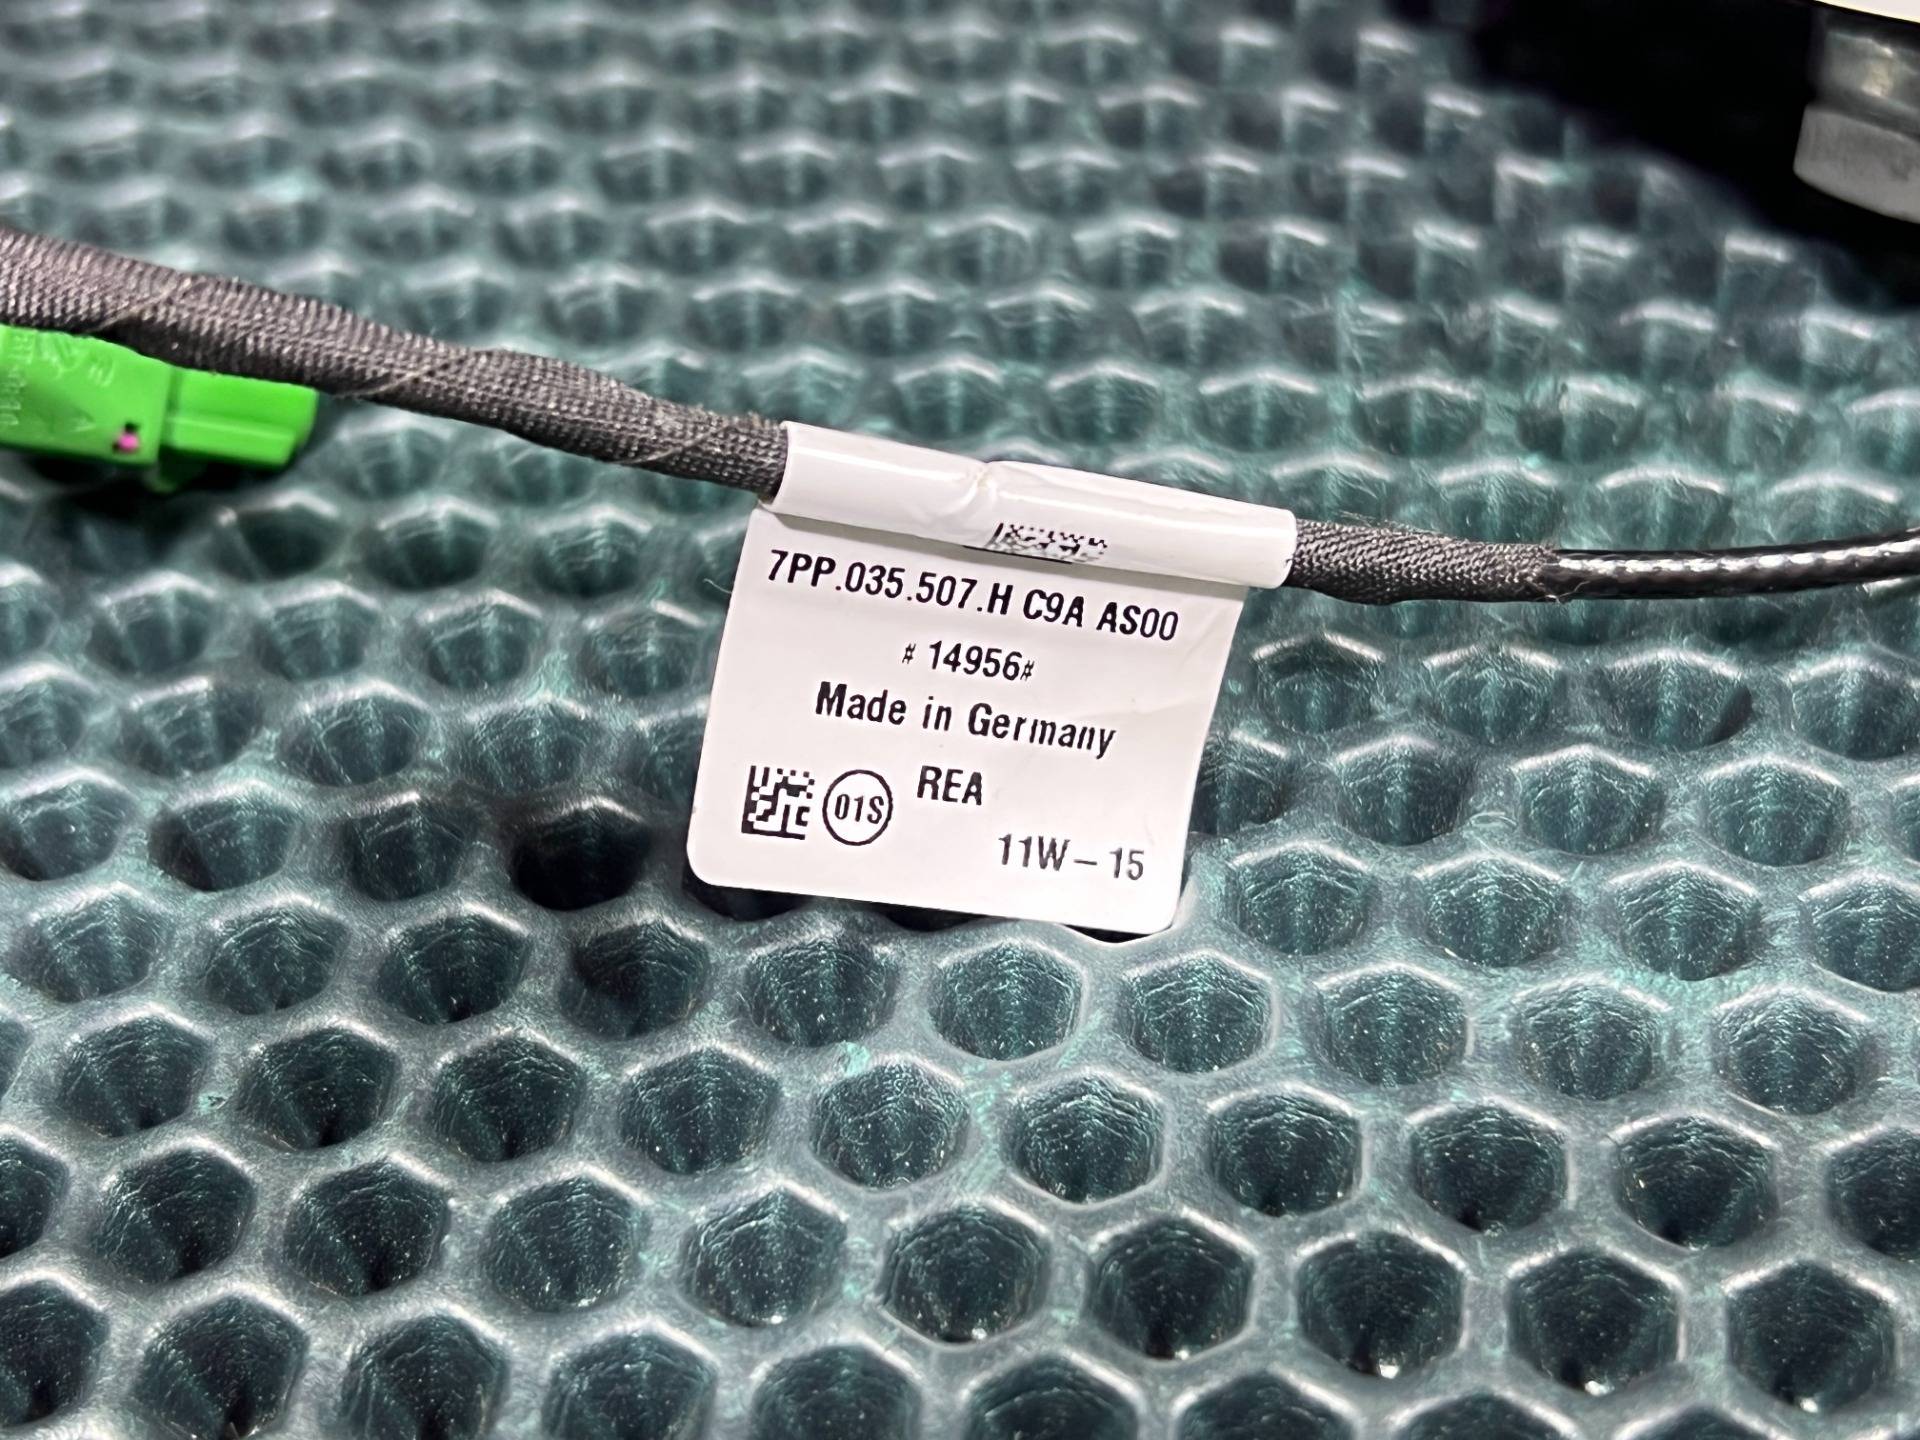 7PP.035.507.H C9A AS00
# 14956#
Made in Germany
01S
REA
11W – 15